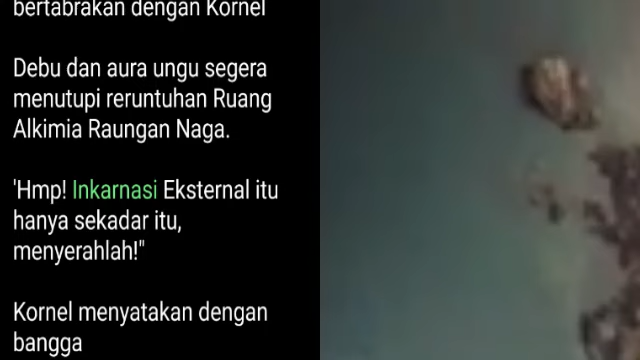 bertabrakan dengan Kornel
Debu dan aura ungu segera
menutupi reruntuhan Ruang
Alkimia Raungan Naga.
'Hmp! Inkarnasi Eksternal itu
hanya sekadar itu,
menyerahlah!"
Kornel menyatakan dengan
bangga